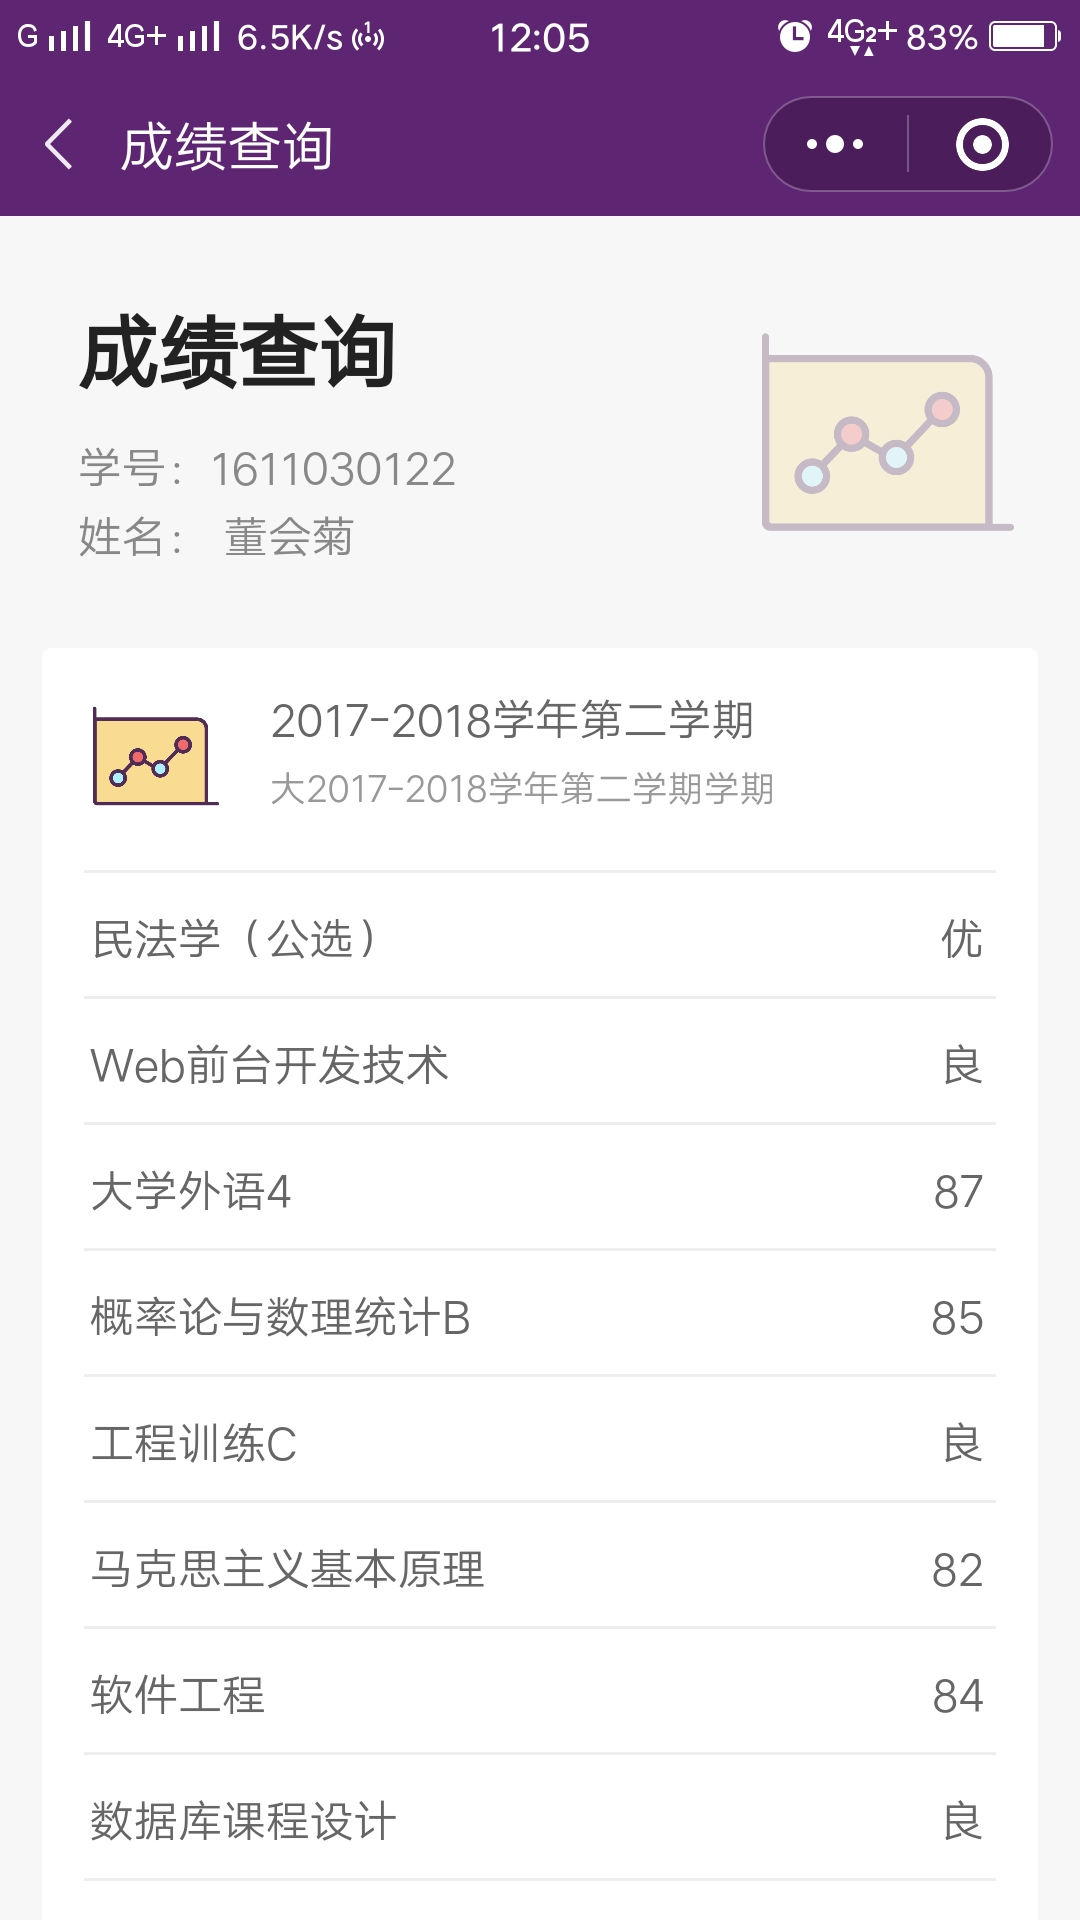 G 4G+ 6.5K/s 12:05 4G2+ 83%
成绩查询
成绩查询
学号： 1611030122
姓名： 董会菊
2017-2018学年第二学期
大2017-2018学年第二学期学期
民法学（公选） 优
Web前台开发技术 良
大学外语4 87
概率论与数理统计B 85
工程训练C 良
马克思主义基本原理 82
软件工程 84
数据库课程设计 良